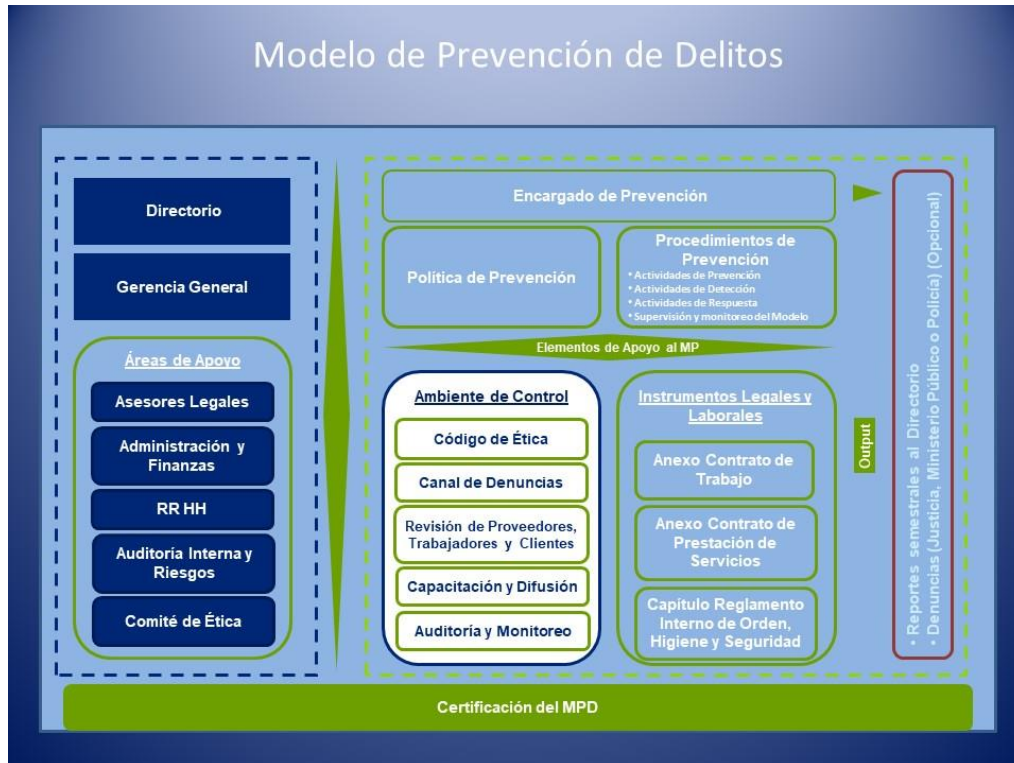 Modelo de Prevención de Delitos
Directorio
Gerencia General
Áreas de Apoyo
Asesores Legales
Administración y
Finanzas
RR HH
Auditoría Interna y
Riesgos
Comité de Ética
Encargado de Prevención
Política de Prevención
Procedimientos de
Prevención
• Actividades de Prevención
• Actividades de Detección
• Actividades de Respuesta
• Supervisión y monitoreo del Modelo
Elementos de Apoyo al MP
Ambiente de Control
Código de Ética
Canal de Denuncias
Revisión de Proveedores,
Trabajadores y Clientes
Capacitación y Difusión
Auditoría y Monitoreo
Instrumentos Legales y
Laborales
Anexo Contrato de
Trabajo
Anexo Contrato de
Prestación de
Servicios
Capítulo Reglamento
Interno de Orden,
Higiene y Seguridad
Output
• Reportes semestrales al Directorio
• Denuncias (Justicia, Ministerio Público o Policía) (Opcional)
Certificación del MPD